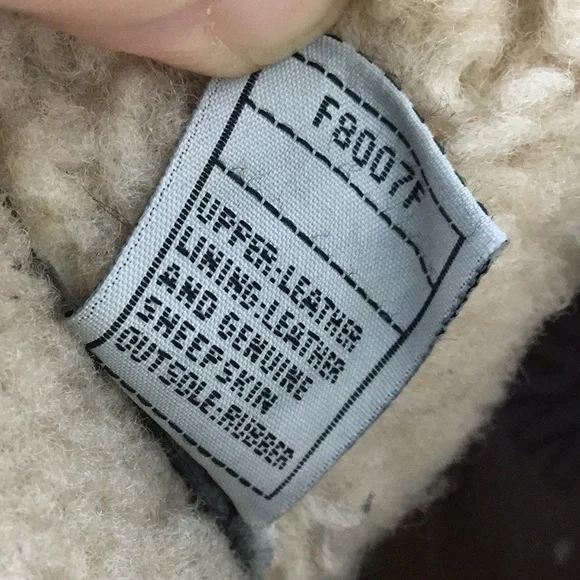 F8007F
UPPER:LEATHER
LINING:LEATHER
AND GENUINE
SHEEPSKIN
OUTSOLE:RUBBER